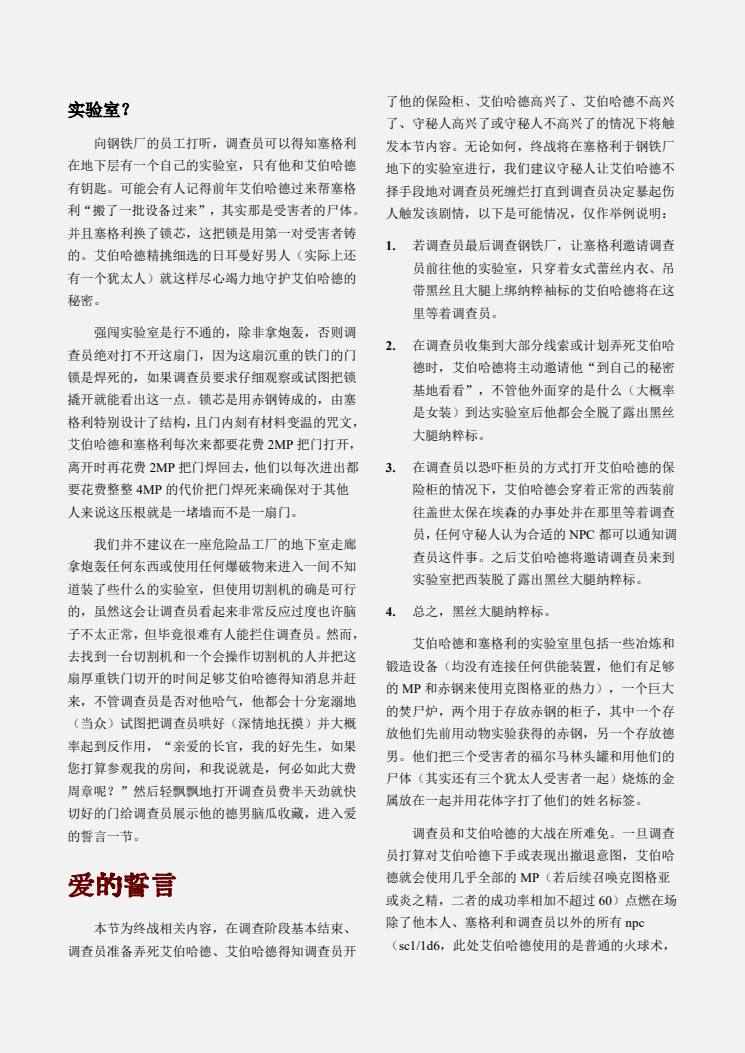 实验室？
向钢铁厂的员工打听，调查员可以得知塞格利
在地下层有一个自己的实验室，只有他和艾伯哈德
有钥匙。可能会有人记得前年艾伯哈德过来帮塞格
利“搬了一批设备过来”，其实那是受害者的尸体。
并且塞格利换了锁芯，这把锁是用第一对受害者铸
的。艾伯哈德精挑细选的日耳曼好男人（实际上还
有一个犹太人）就这样尽心竭力地守护艾伯哈德的
秘密。
强闯实验室是行不通的，除非拿炮轰，否则调
查员绝对打不开这扇门，因为这扇沉重的铁门的门
锁是焊死的，如果调查员要求仔细观察或试图把锁
撬开就能看出这一点。锁芯是用赤钢铸成的，由塞
格利特别设计了结构，且门内刻有材料变温的咒文，
艾伯哈德和塞格利每次来都要花费 2MP 把门打开，
离开时再花费 2MP 把门焊回去，他们以每次进出都
要花费整整 4MP 的代价把门焊死来确保对于其他
人来说这压根就是一堵墙而不是一扇门。
我们并不建议在一座危险品工厂的地下室走廊
拿炮轰任何东西或使用任何爆破物来进入一间不知
道装了些什么的实验室，但使用切割机的确是可行
的，虽然这会让调查员看起来非常反应过度也许脑
子不太正常，但毕竟很难有人能拦住调查员。然而，
去找到一台切割机和一个会操作切割机的人并把这
扇厚重铁门切开的时间足够艾伯哈德得知消息并赶
来，不管调查员是否对他哈气，他都会十分宠溺地
（当众）试图把调查员哄好（深情地抚摸）并大概
率起到反作用，“亲爱的长官，我的好先生，如果
您打算参观我的房间，和我说就是，何必如此大费
周章呢？”然后轻飘飘地打开调查员费半天劲就快
切好的门给调查员展示他的德男脑瓜收藏，进入爱
的誓言一节。
爱的誓言
本节为终战相关内容，在调查阶段基本结束、
调查员准备弄死艾伯哈德、艾伯哈德得知调查员开
了他的保险柜、艾伯哈德高兴了、艾伯哈德不高兴
了、守秘人高兴了或守秘人不高兴了的情况下将触
发本节内容。无论如何，终战将在塞格利于钢铁厂
地下的实验室进行，我们建议守秘人让艾伯哈德不
择手段地对调查员死缠烂打直到调查员决定暴起伤
人触发该剧情，以下是可能情况，仅作举例说明：
1. 若调查员最后调查钢铁厂，让塞格利邀请调查
员前往他的实验室，只穿着女式蕾丝内衣、吊
带黑丝且大腿上绑纳粹袖标的艾伯哈德将在这
里等着调查员。
2. 在调查员收集到大部分线索或计划弄死艾伯哈
德时，艾伯哈德将主动邀请他“到自己的秘密
基地看看”，不管他外面穿的是什么（大概率
是女装）到达实验室后他都会全脱了露出黑丝
大腿纳粹标。
3. 在调查员以恐吓柜员的方式打开艾伯哈德的保
险柜的情况下，艾伯哈德会穿着正常的西装前
往盖世太保在埃森的办事处并在那里等着调查
员，任何守秘人认为合适的 NPC 都可以通知调
查员这件事。之后艾伯哈德将邀请调查员来到
实验室把西装脱了露出黑丝大腿纳粹标。
4. 总之，黑丝大腿纳粹标。
艾伯哈德和塞格利的实验室里包括一些冶炼和
锻造设备（均没有连接任何供能装置，他们有足够
的 MP 和赤钢来使用克图格亚的热力），一个巨大
的焚尸炉，两个用于存放赤钢的柜子，其中一个存
放他们先前用动物实验获得的赤钢，另一个存放德
男。他们把三个受害者的福尔马林头罐和用他们的
尸体（其实还有三个犹太人受害者一起）烧炼的金
属放在一起并用花体字打了他们的姓名标签。
调查员和艾伯哈德的大战在所难免。一旦调查
员打算对艾伯哈德下手或表现出撤退意图，艾伯哈
德就会使用几乎全部的 MP（若后续召唤克图格亚
或炎之精，二者的成功率相加不超过 60）点燃在场
除了他本人、塞格利和调查员以外的所有 npc
（sc1/1d6，此处艾伯哈德使用的是普通的火球术，